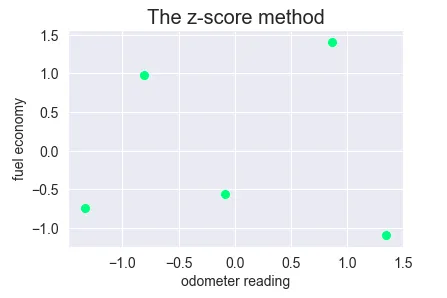 The z-score method
1.5
1.0
0.5
0.0
−0.5
−1.0
fuel economy
−1.0 −0.5 0.0 0.5 1.0 1.5
odometer reading